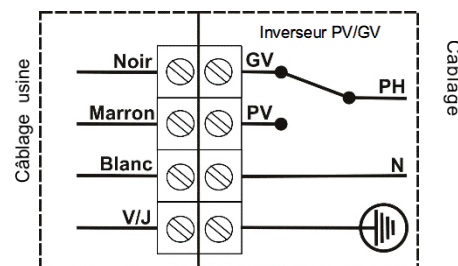 Inverseur PV/GV
Câblage usine
Noir
GV
PH
Marron
PV
Blanc
N
V/J
Câblage